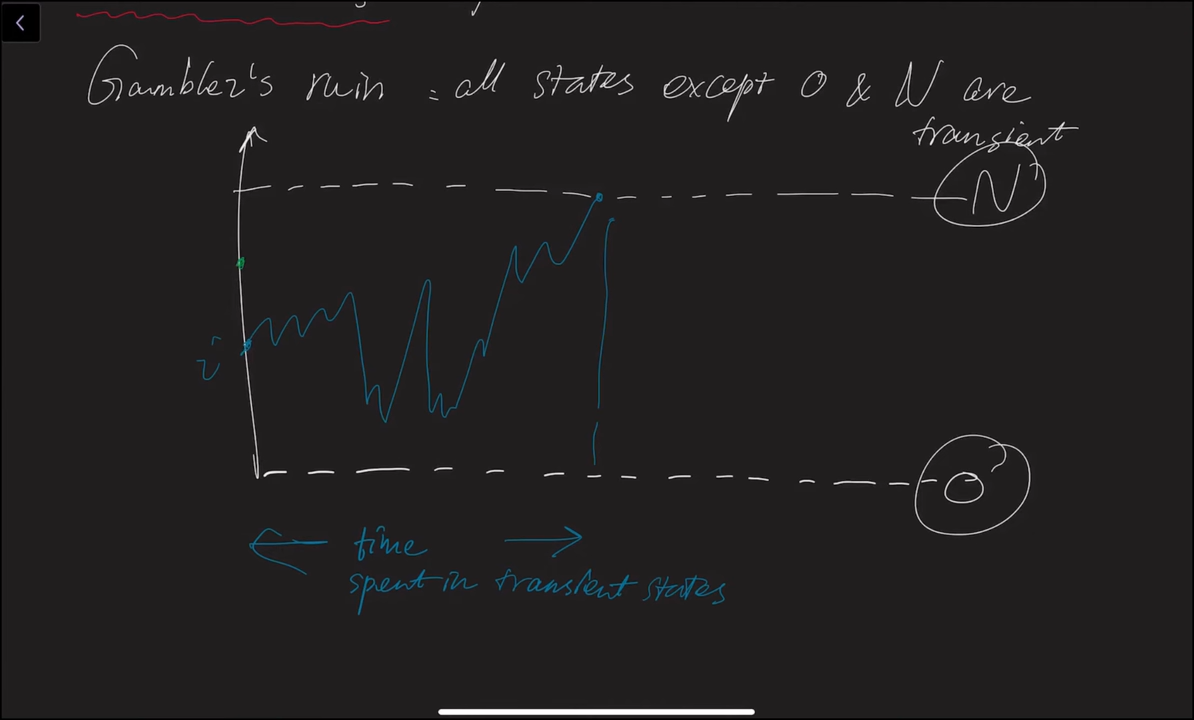 Gambler's ruin : all states except 0 & N are
transient
N
i
0
time
spent in transient states